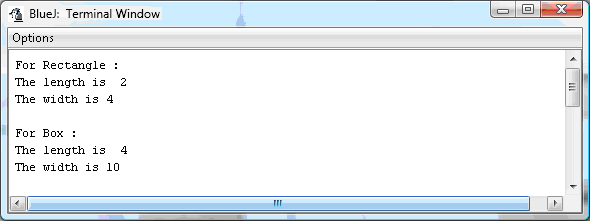 BlueJ: Terminal Window
Options
For Rectangle :
The length is  2
The width is 4

For Box :
The length is  4
The width is 10